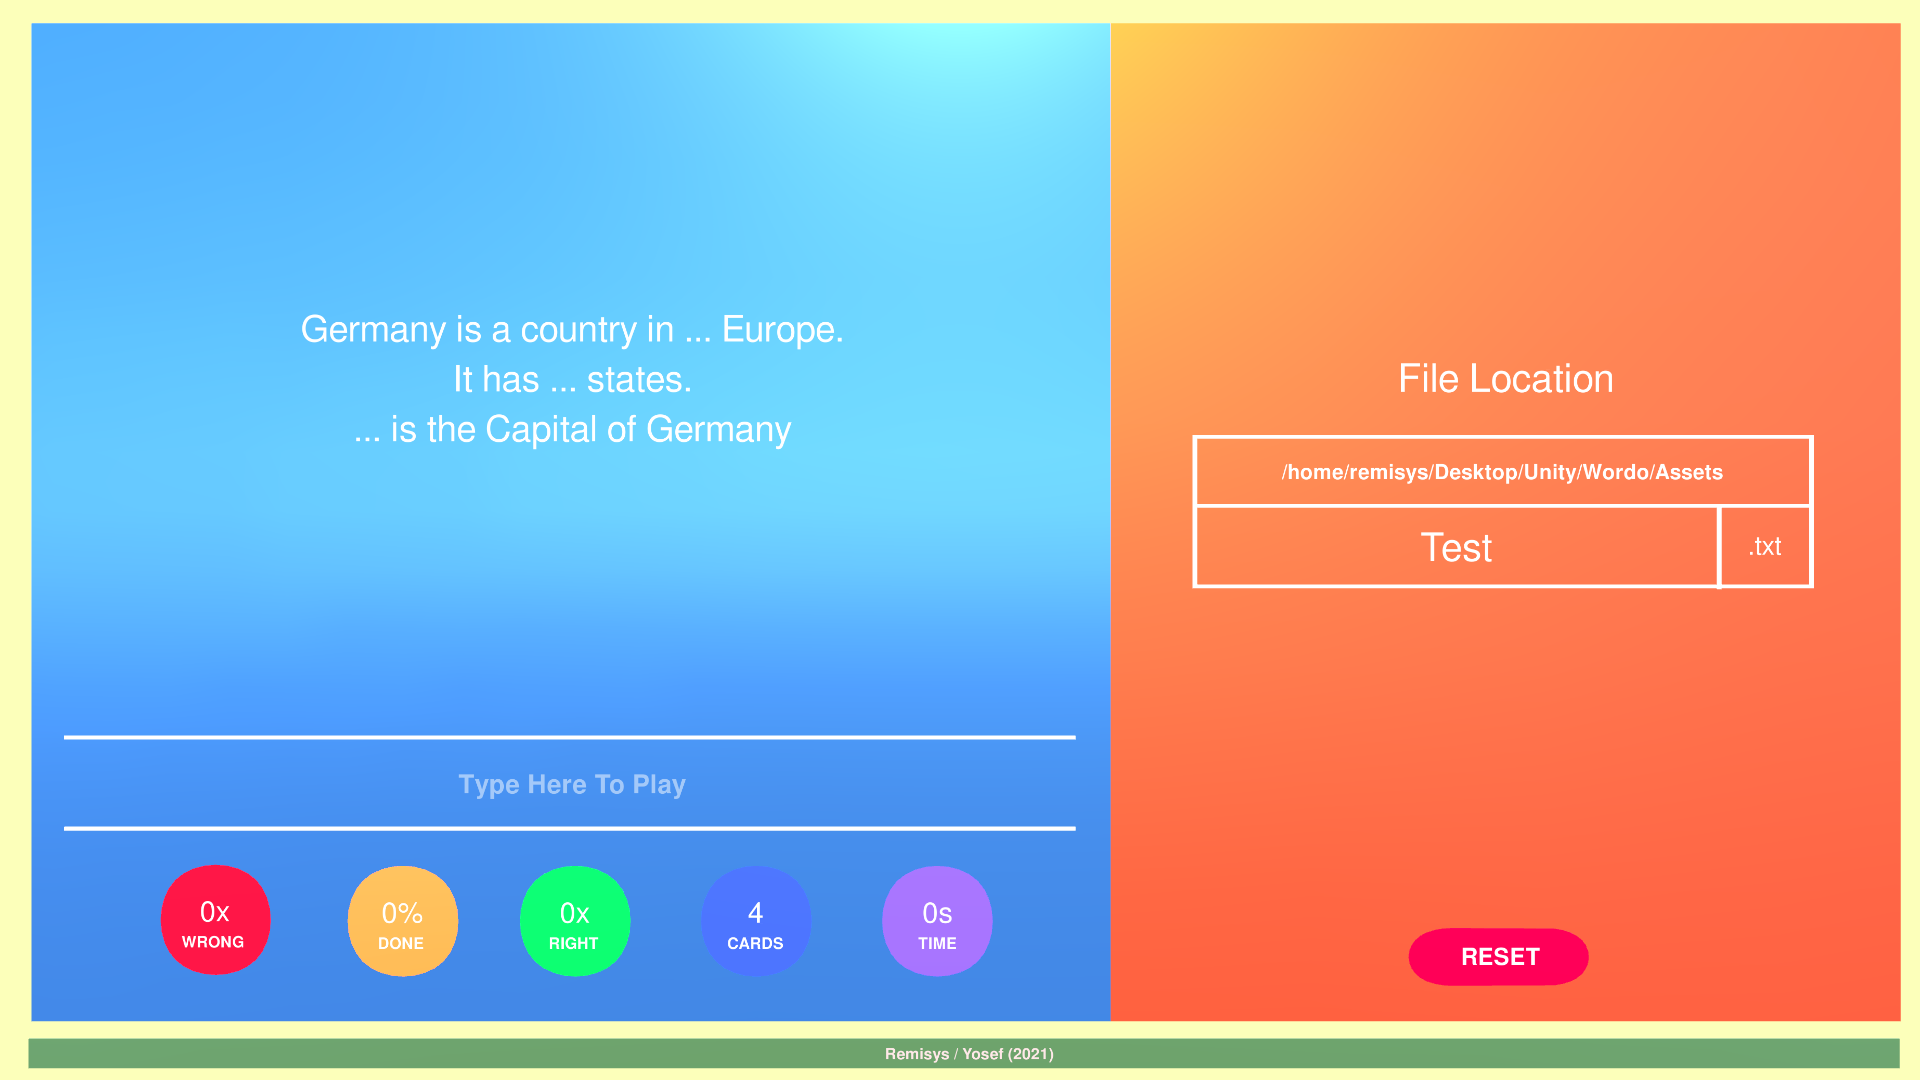 Germany is a country in ... Europe.
It has ... states.
... is the Capital of Germany
Type Here To Play
0x
WRONG
0%
DONE
0x
RIGHT
4
CARDS
0s
TIME
File Location
/home/remisys/Desktop/Unity/Wordo/Assets
Test
.txt
RESET
Remisys / Yosef (2021)